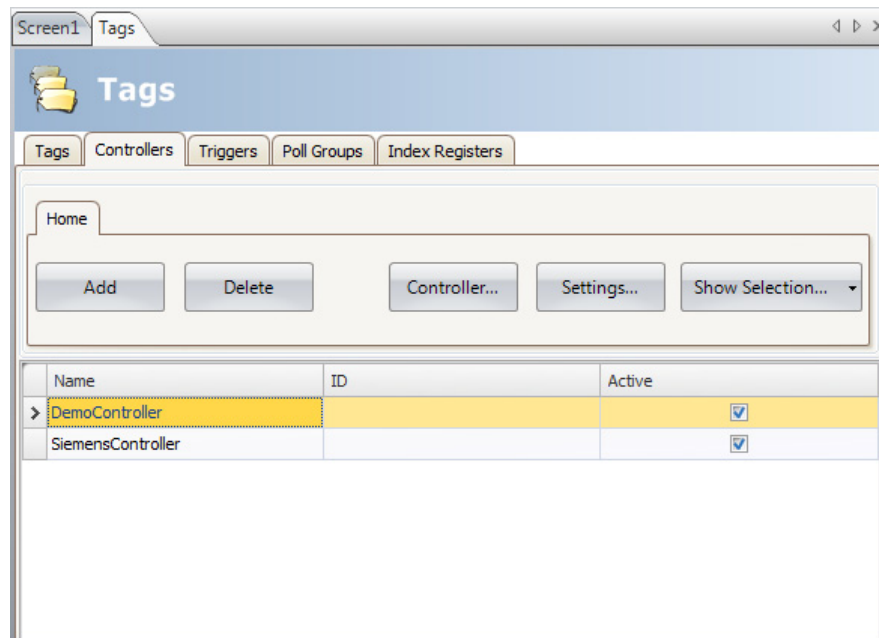 Screen1 Tags
Tags
Tags Controllers Triggers Poll Groups Index Registers
Home
Add Delete Controller... Settings... Show Selection...
Name ID Active
DemoController
SiemensController